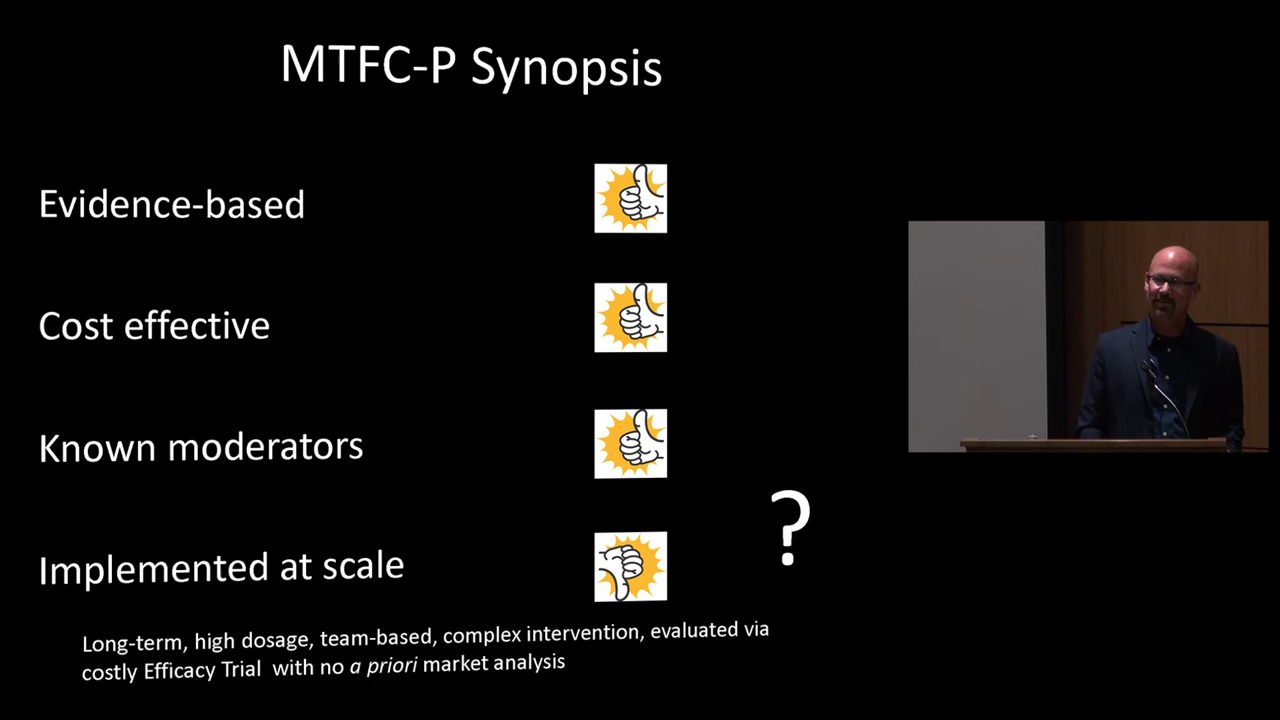 MTFC-P Synopsis
Evidence-based
Cost effective
Known moderators
?
Implemented at scale
Long-term, high dosage, team-based, complex intervention, evaluated via
costly Efficacy Trial with no a priori market analysis